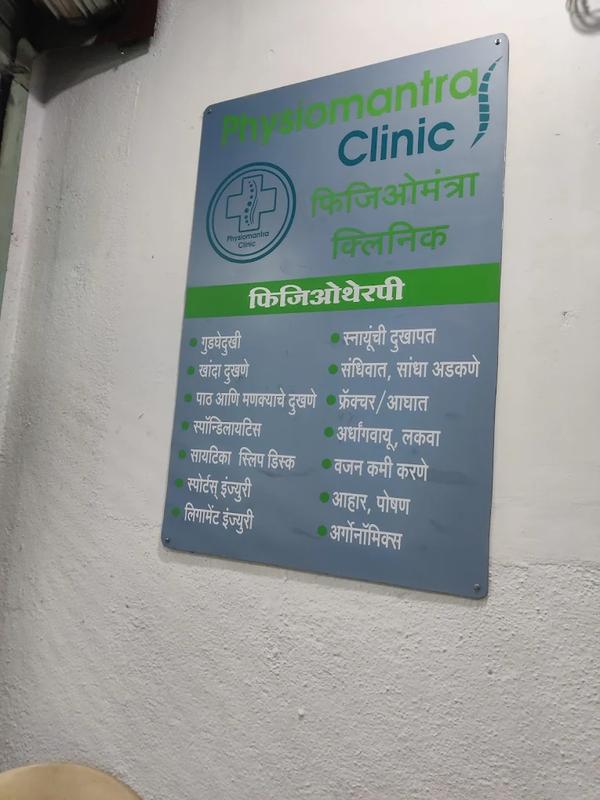 Physiomantra
Clinic
Physiomantra
Clinic
फिजिओमंत्रा
क्लिनिक
फिजिओथेरपी
गुडघेदुखी
खांदा दुखणे
पाठ आणि मणक्याचे दुखणे
स्पॉन्डिलायटिस
सायटिका स्लिप डिस्क
स्पोर्टस् इंज्युरी
लिगामेंट इंज्युरी
स्नायूंची दुखापत
संधिवात, सांधा अडकणे
फ्रॅक्चर/आघात
अर्धांगवायू, लकवा
वजन कमी करणे
आहार, पोषण
अर्गोनॉमिक्स